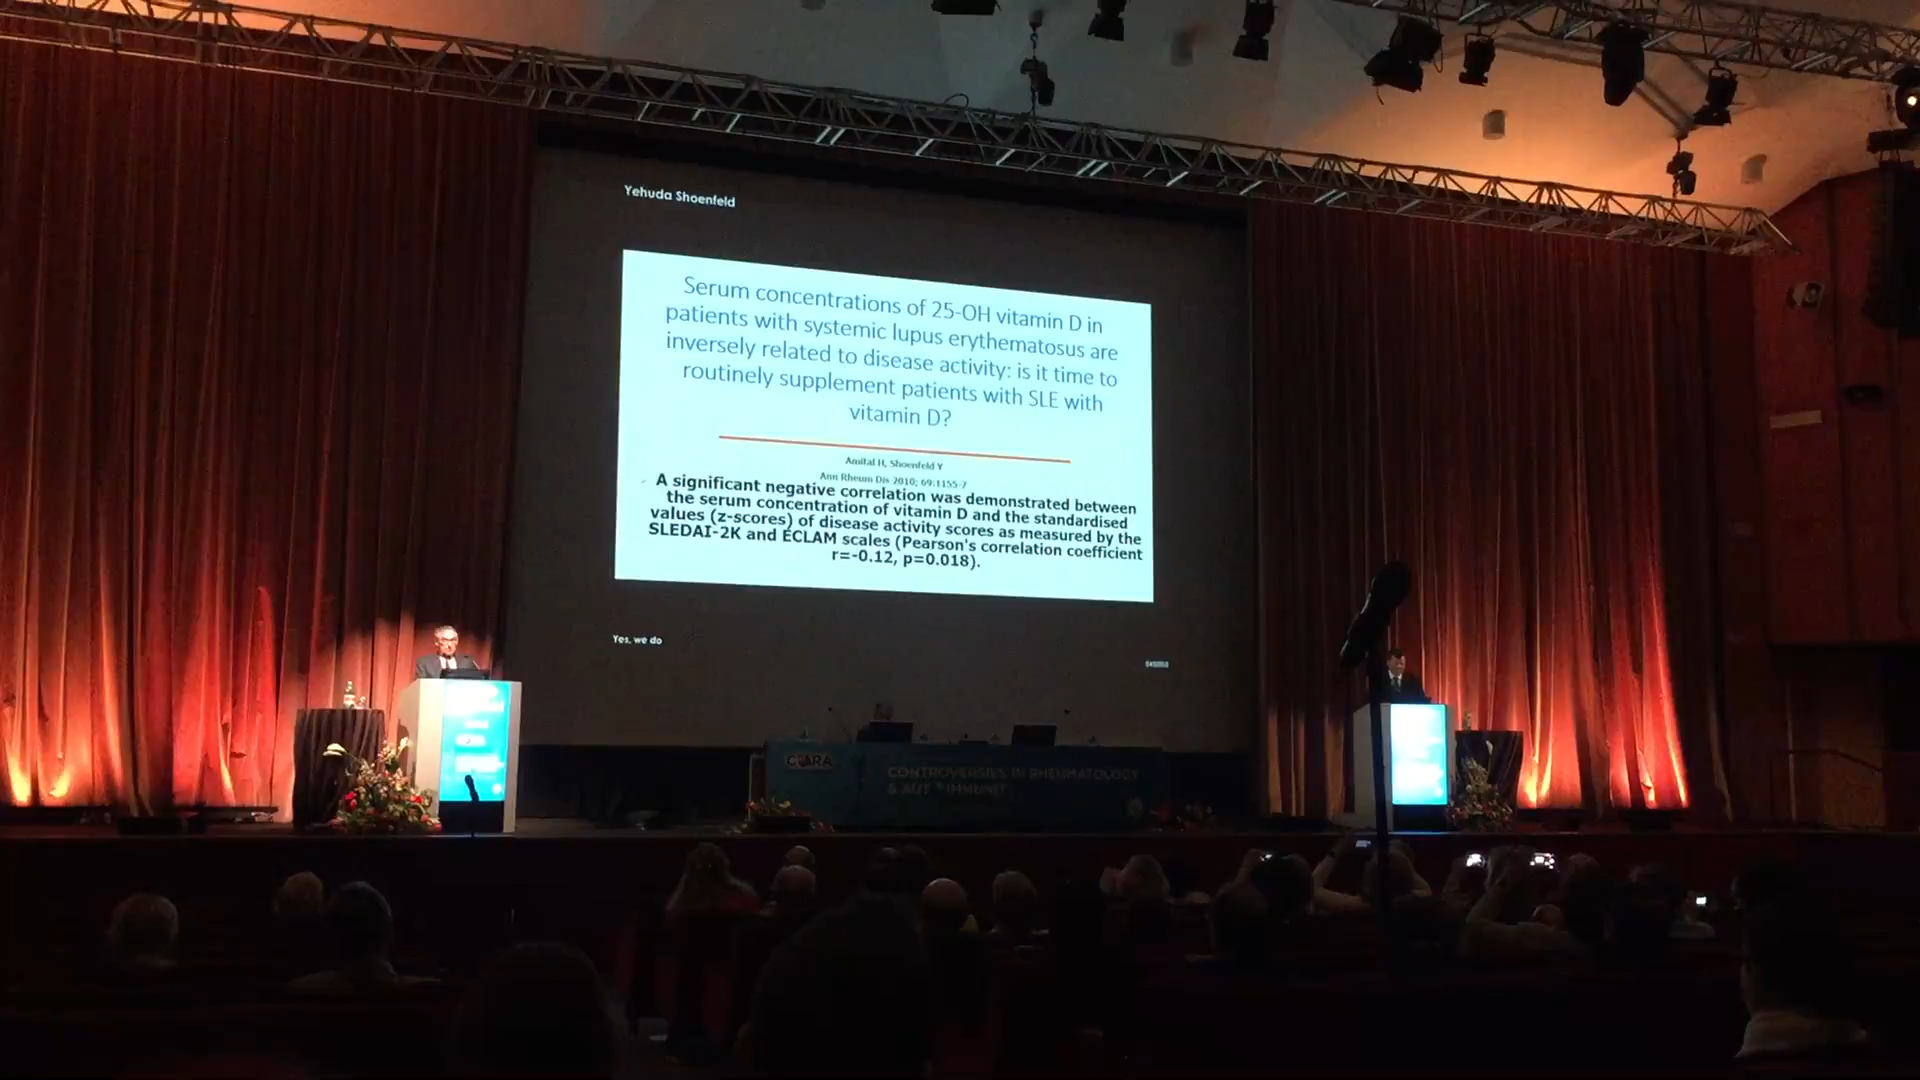 Yehuda Shoenfeld
Serum concentrations of 25-OH vitamin D in
patients with systemic lupus erythematosus are
inversely related to disease activity: is it time to
routinely supplement patients with SLE with
vitamin D?
Amital H, Shoenfeld Y
Ann Rheum Dis 2010; 69:1155-7
A significant negative correlation was demonstrated between
the serum concentration of vitamin D and the standardised
values (z-scores) of disease activity scores as measured by the
SLEDAI-2K and ECLAM scales (Pearson's correlation coefficient
r=-0.12, p=0.018).
Yes, we do
CONTROVERSIES IN RHEUMATOLOGY